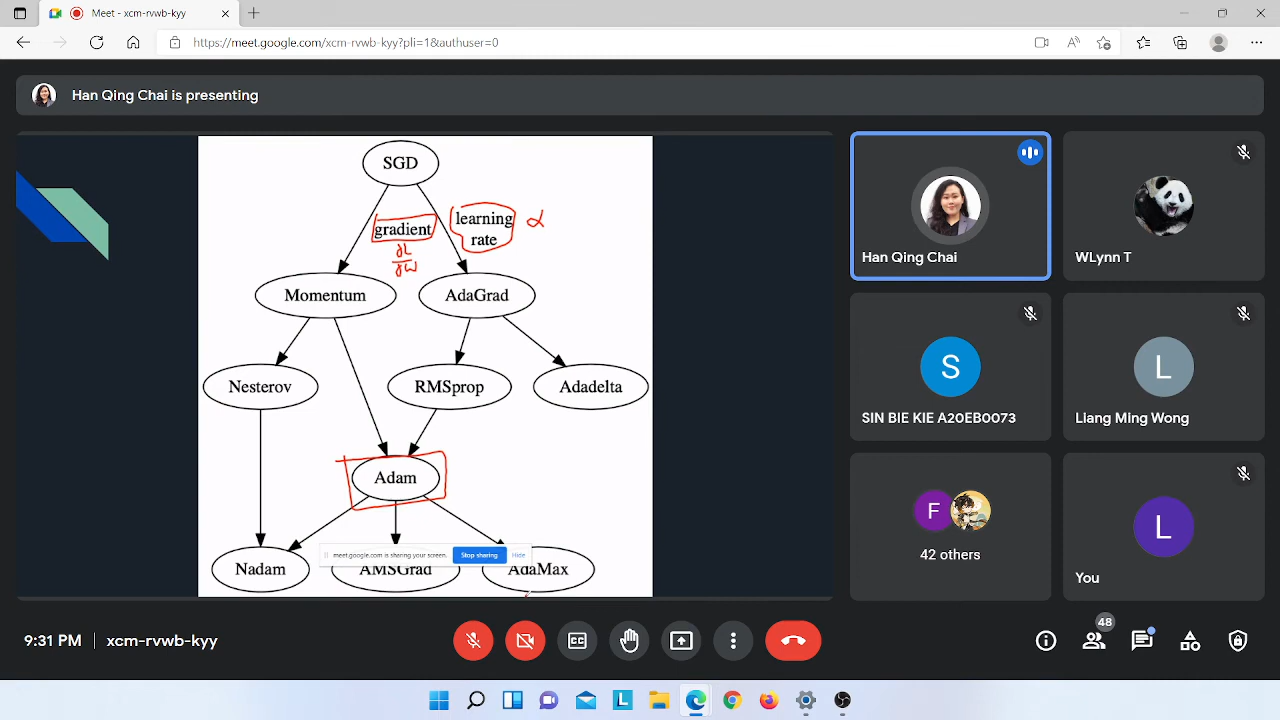 Meet - xcm-rvwb-kyy
https://meet.google.com/xcm-rvwb-kyy?pli=1&authuser=0
Han Qing Chai is presenting
SGD
gradient
learning
rate
α
∂L
∂W
Momentum
AdaGrad
Nesterov
RMSprop
Adadelta
Adam
meet.google.com is sharing your screen.
Stop sharing
Hide
Nadam
AMSGrad
AdaMax
Han Qing Chai
WLynn T
S
SIN BIE KIE A20EB0073
L
Liang Ming Wong
F
42 others
L
You
9:31 PM | xcm-rvwb-kyy
CC
48
L